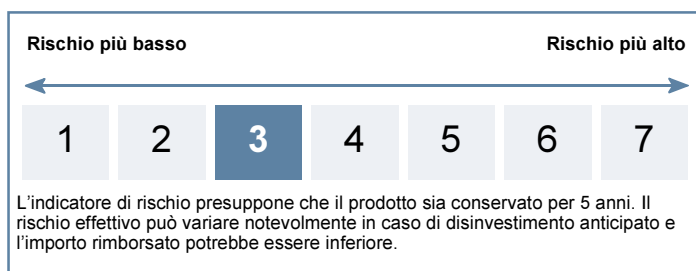 Rischio più basso Rischio più alto
1 2 3 4 5 6 7
L'indicatore di rischio presuppone che il prodotto sia conservato per 5 anni. Il
rischio effettivo può variare notevolmente in caso di disinvestimento anticipato e
l'importo rimborsato potrebbe essere inferiore.